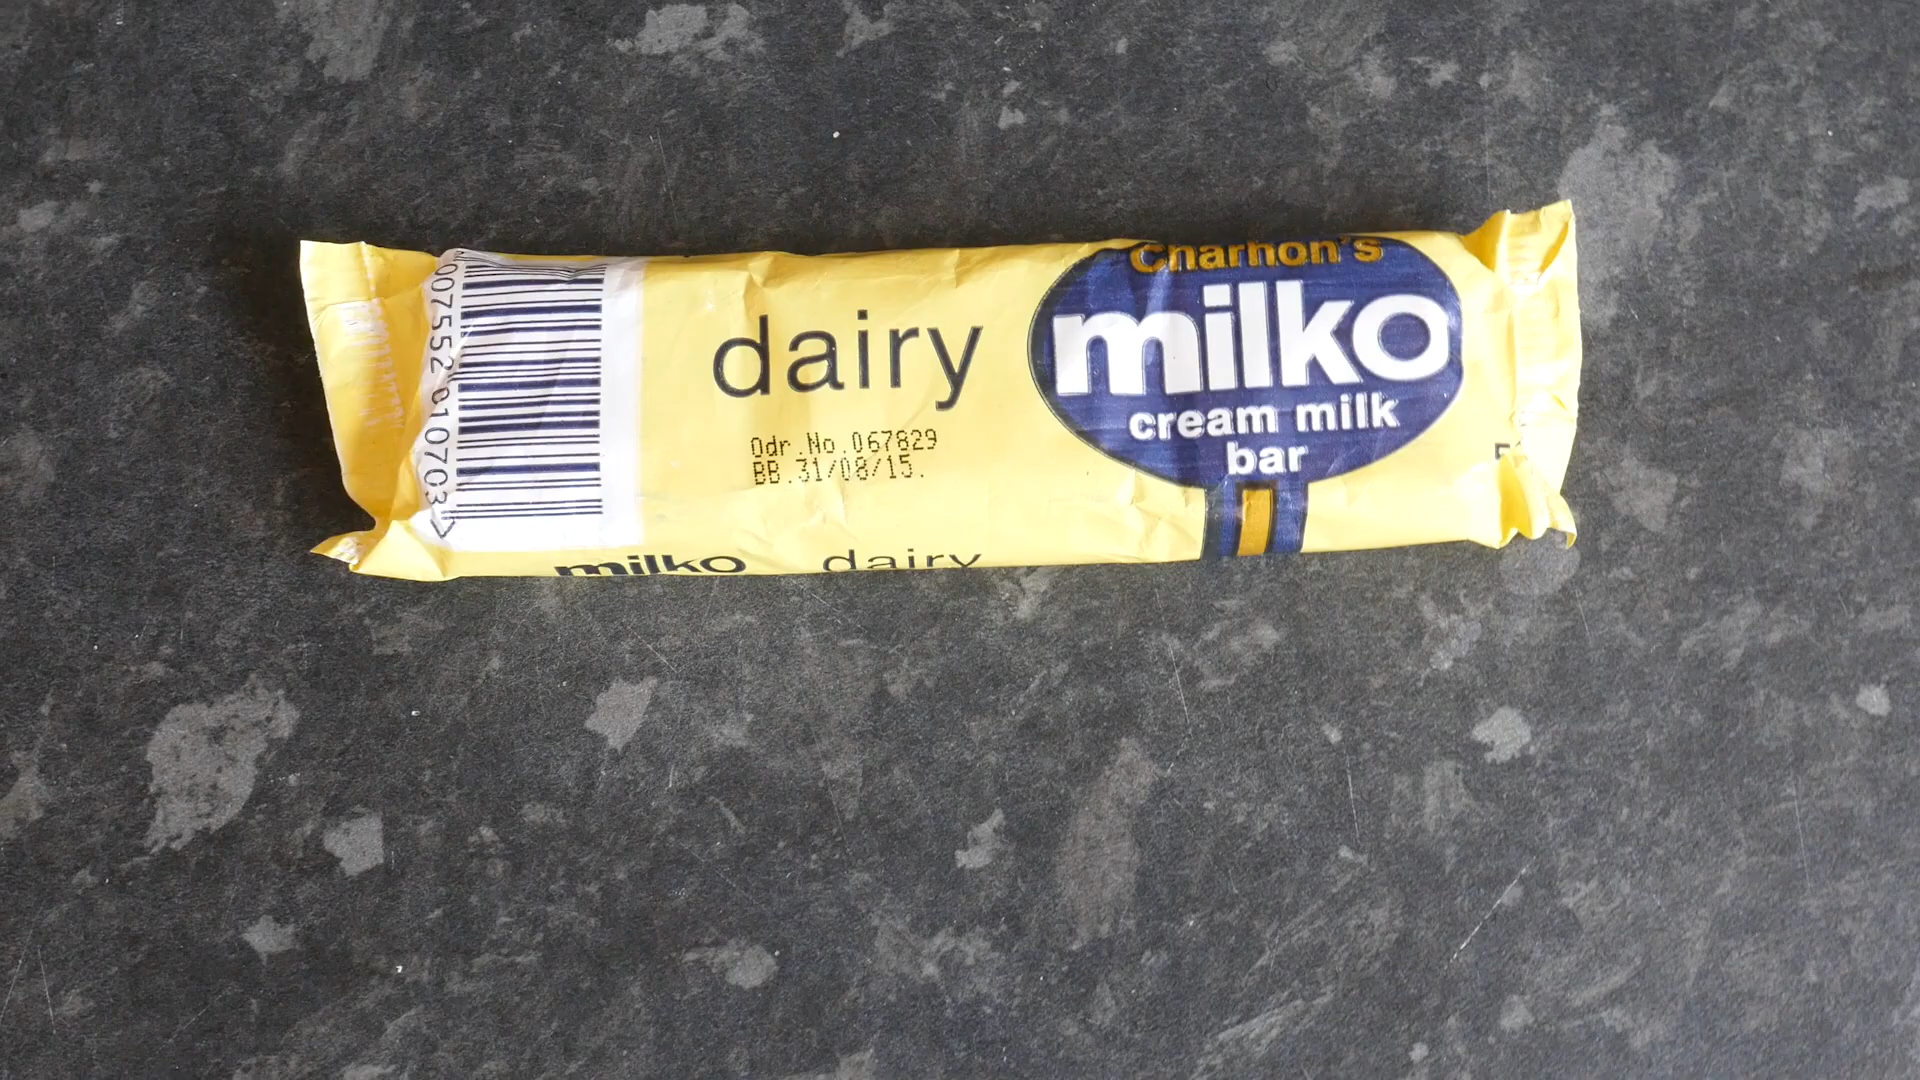 Charhon's
milko
cream milk
bar
dairy
Odr.No.067829
BB.31/08/15.
milko dairy